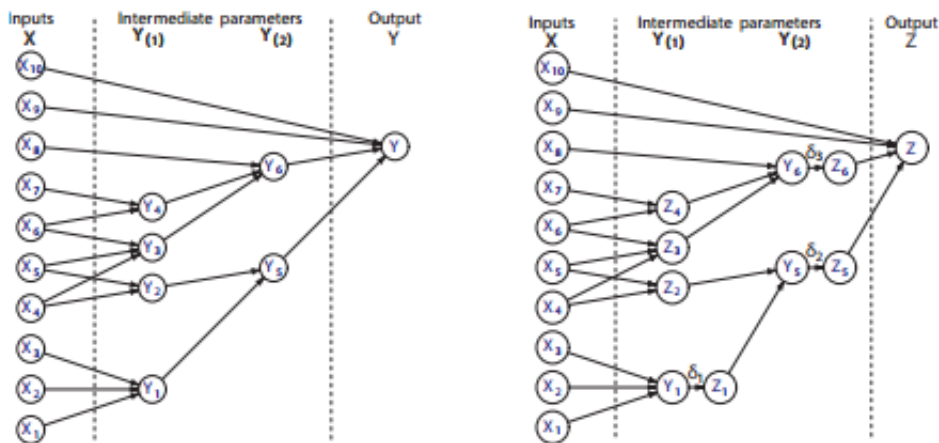 Inputs Intermediate parameters Output
X Y(1) Y(2) Y
X10
X9
X8
X7
X6
X5
X4
X3
X2
X1
Y4
Y3
Y2
Y1
Y6
Y5
Y
Inputs Intermediate parameters Output
X Y(1) Y(2) Z
X10
X9
X8
X7
X6
X5
X4
X3
X2
X1
Z4
Z3
Z2
Y1 δ1 Z1
Y6 δ3 Z6
Y5 δ2 Z5
Z